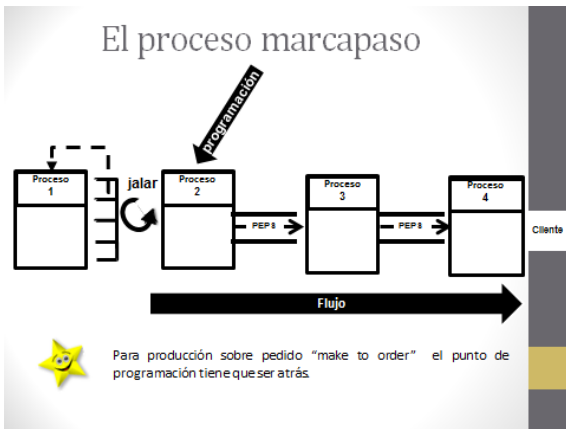 El proceso marcapaso
programación
Proceso
1
jalar
Proceso
2
PEPS
Proceso
3
PEPS
Proceso
4
Cliente
Flujo
Para producción sobre pedido “make to order” el punto de
programación tiene que ser atrás.